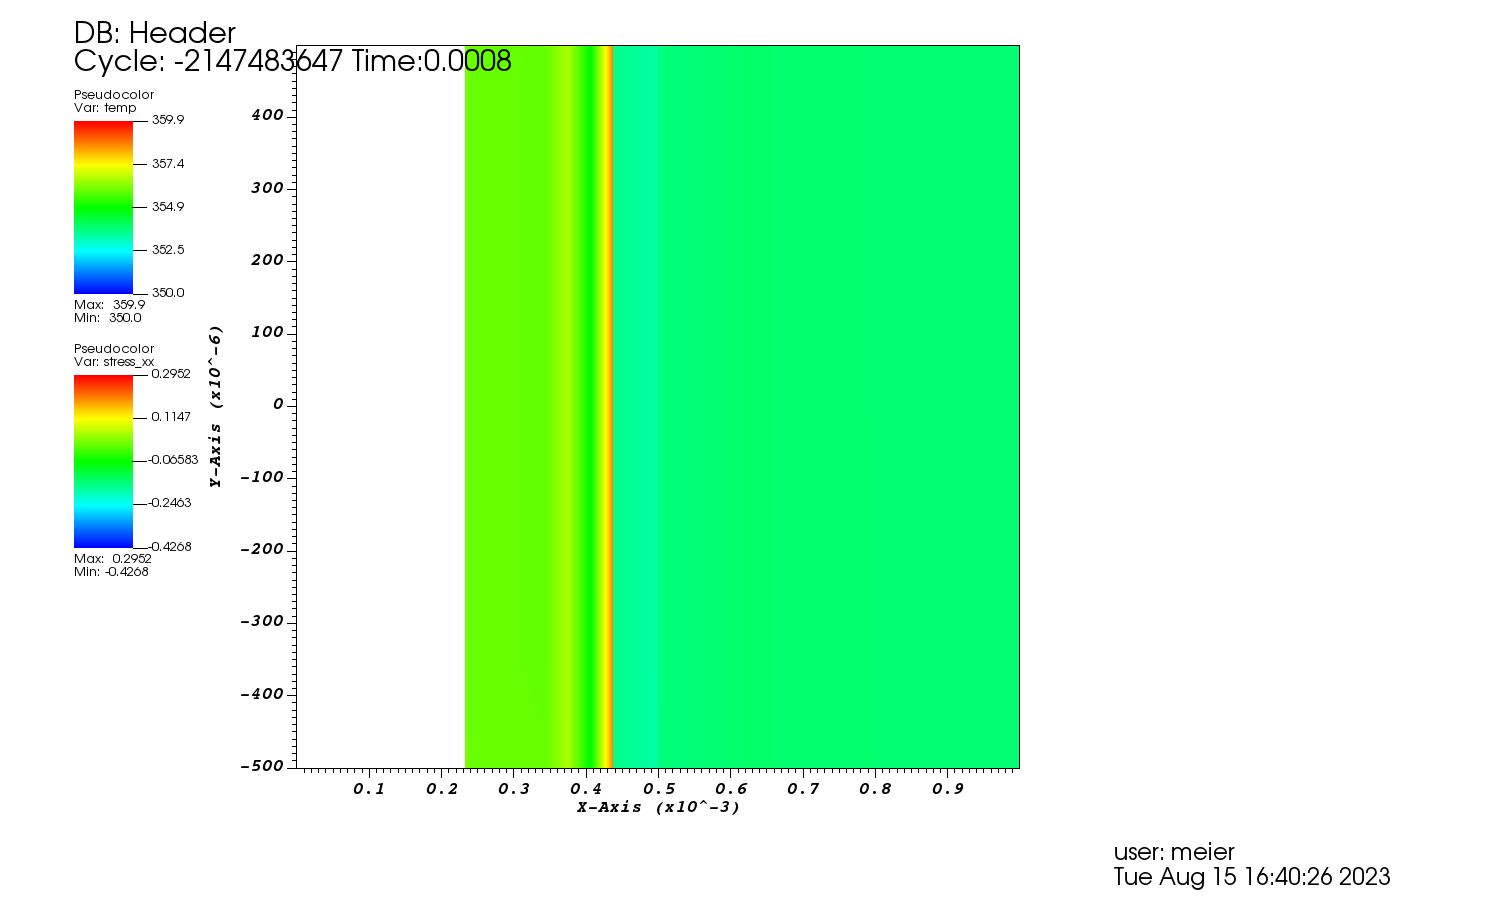 DB: Header
Cycle: -2147483647 Time:0.0008
Pseudocolor
Var: temp
359.9
357.4
354.9
352.5
350.0
Max: 359.9
Min: 350.0
Pseudocolor
Var: stress_xx
0.2952
0.1147
-0.06583
-0.2463
-0.4268
Max: 0.2952
Min: -0.4268
Y-Axis (x10^-6)
400
300
200
100
0
-100
-200
-300
-400
-500
0.1 0.2 0.3 0.4 0.5 0.6 0.7 0.8 0.9
X-Axis (x10^-3)
user: meier
Tue Aug 15 16:40:26 2023